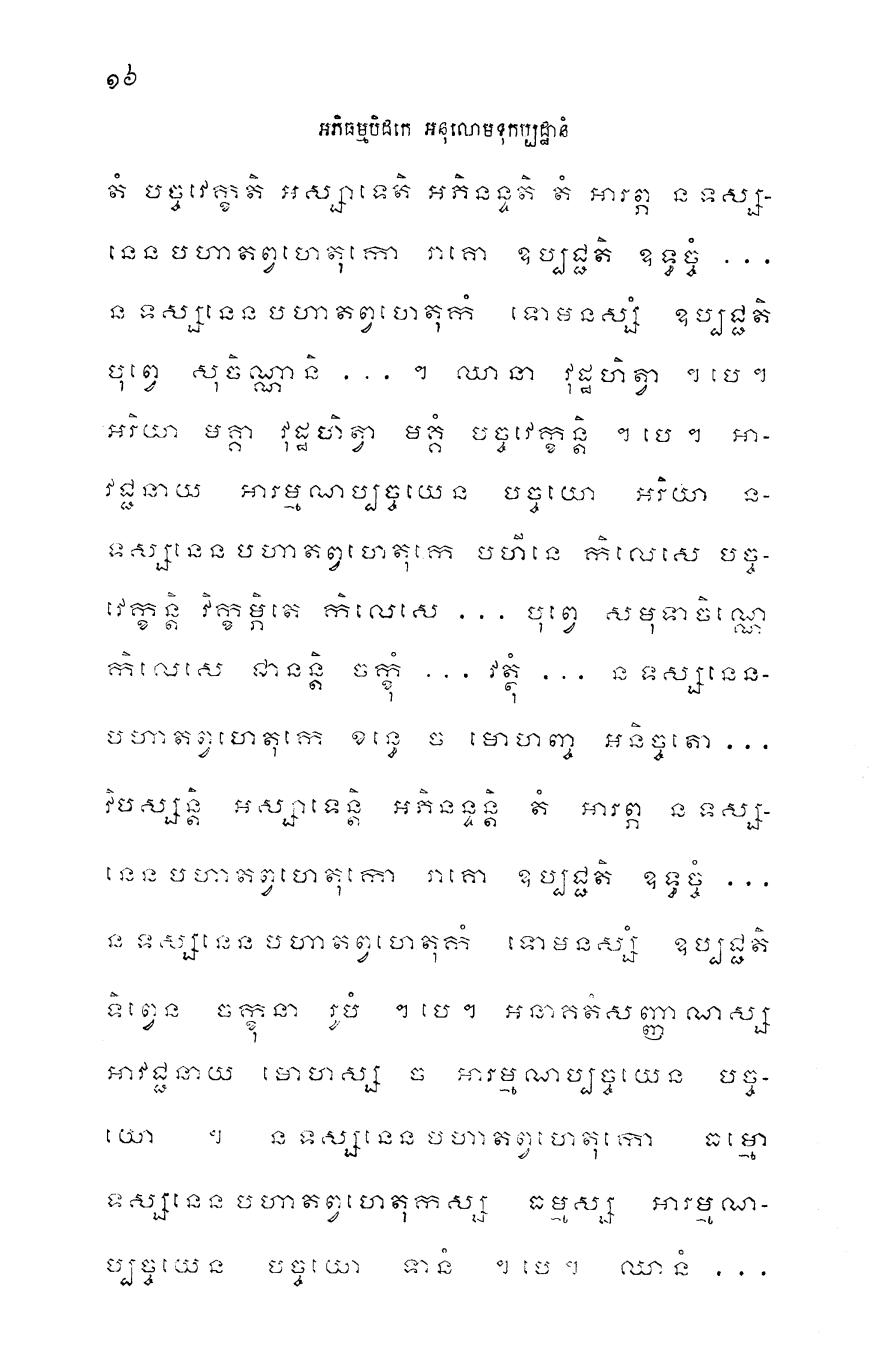 ១៦
អភិធម្មបិដកេ អនុលោមទុកប្បដ្ឋានំ
តំ បច្ចវេក្ខតិ អស្សាទេតិ អភិនន្ទតិ តំ អារព្ភ ន ទស្ស-
នេន បហាតព្វហេតុកោ រាគោ ឧប្បជ្ជតិ ឧទ្ធច្ចំ ...
ន ទស្សនេន បហាតព្វហេតុកំ ទោមនស្សំ ឧប្បជ្ជតិ
បុព្វេ សុចិណ្ណានិ ... ។ ឈានា វុដ្ឋហិត្វា ។ បេ ។
អរិយា មគ្គា វុដ្ឋហិត្វា មគ្គំ បច្ចវេក្ខន្តិ ។ បេ ។ អា-
វជ្ជនាយ អារម្មណប្បច្ចយេន បច្ចយោ អរិយា ន-
ទស្សនេន បហាតព្វហេតុកេ បហីនេ កិលេសេ បច្ច-
វេក្ខន្តិ វិក្ខម្ភិតេ កិលេសេ ... បុព្វេ សមុទាចិណ្ណេ
កិលេសេ ជានន្តិ ចក្ខុំ ... វត្ថុំ ... ន ទស្សនេន-
បហាតព្វហេតុកេ ខន្ធេ ច មោហញ្ច អនិច្ចតោ ...
វិបស្សន្តិ អស្សាទេន្តិ អភិនន្ទន្តិ តំ អារព្ភ ន ទស្ស-
នេន បហាតព្វហេតុកោ រាគោ ឧប្បជ្ជតិ ឧទ្ធច្ចំ ...
ន ទស្សនេន បហាតព្វហេតុកំ ទោមនស្សំ ឧប្បជ្ជតិ
ទិព្វេន ចក្ខុនា រូបំ ។ បេ ។ អនាគតំសញ្ញាណស្ស
អាវជ្ជនាយ មោហស្ស ច អារម្មណប្បច្ចយេន បច្ច-
យោ ។ ន ទស្សនេន បហាតព្វហេតុកោ ធម្មោ
ទស្សនេន បហាតព្វហេតុកស្ស ធម្មស្ស អារម្មណ-
ប្បច្ចយេន បច្ចយោ ទានំ ។ បេ ។ ឈានំ ...